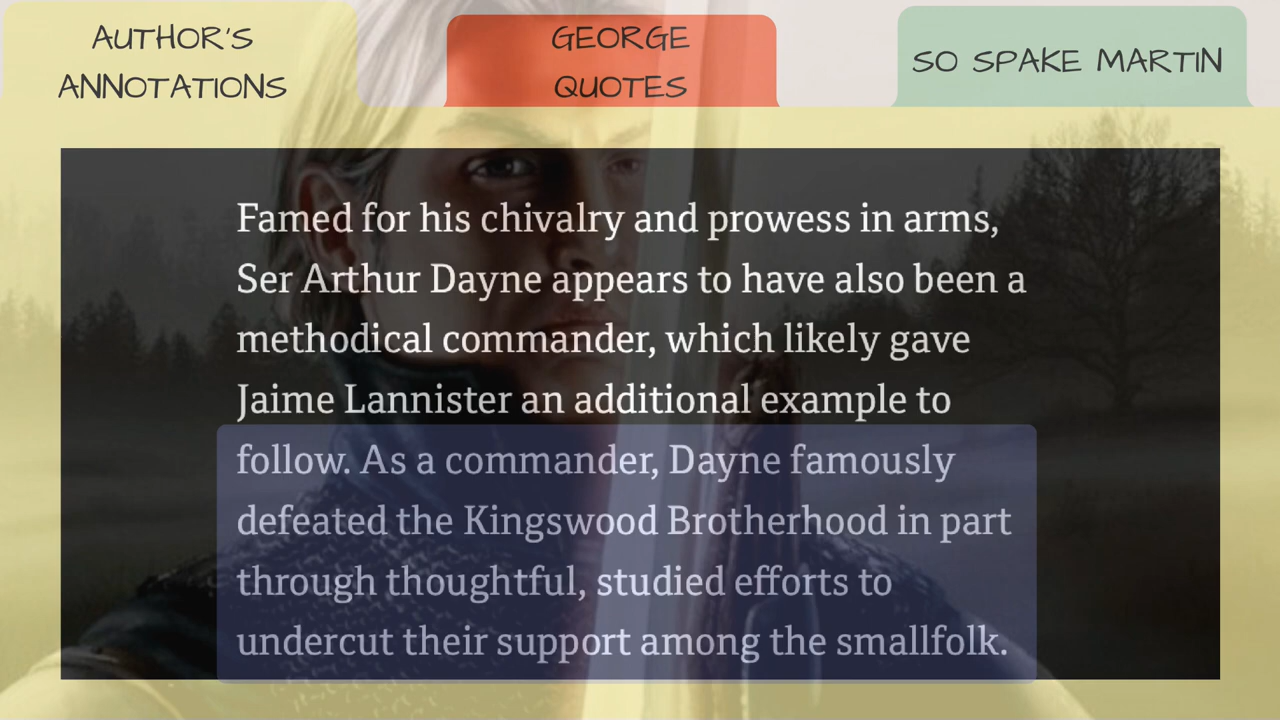 AUTHOR'S
ANNOTATIONS
GEORGE
QUOTES
SO SPAKE MARTIN
Famed for his chivalry and prowess in arms,
Ser Arthur Dayne appears to have also been a
methodical commander, which likely gave
Jaime Lannister an additional example to
follow. As a commander, Dayne famously
defeated the Kingswood Brotherhood in part
through thoughtful, studied efforts to
undercut their support among the smallfolk.